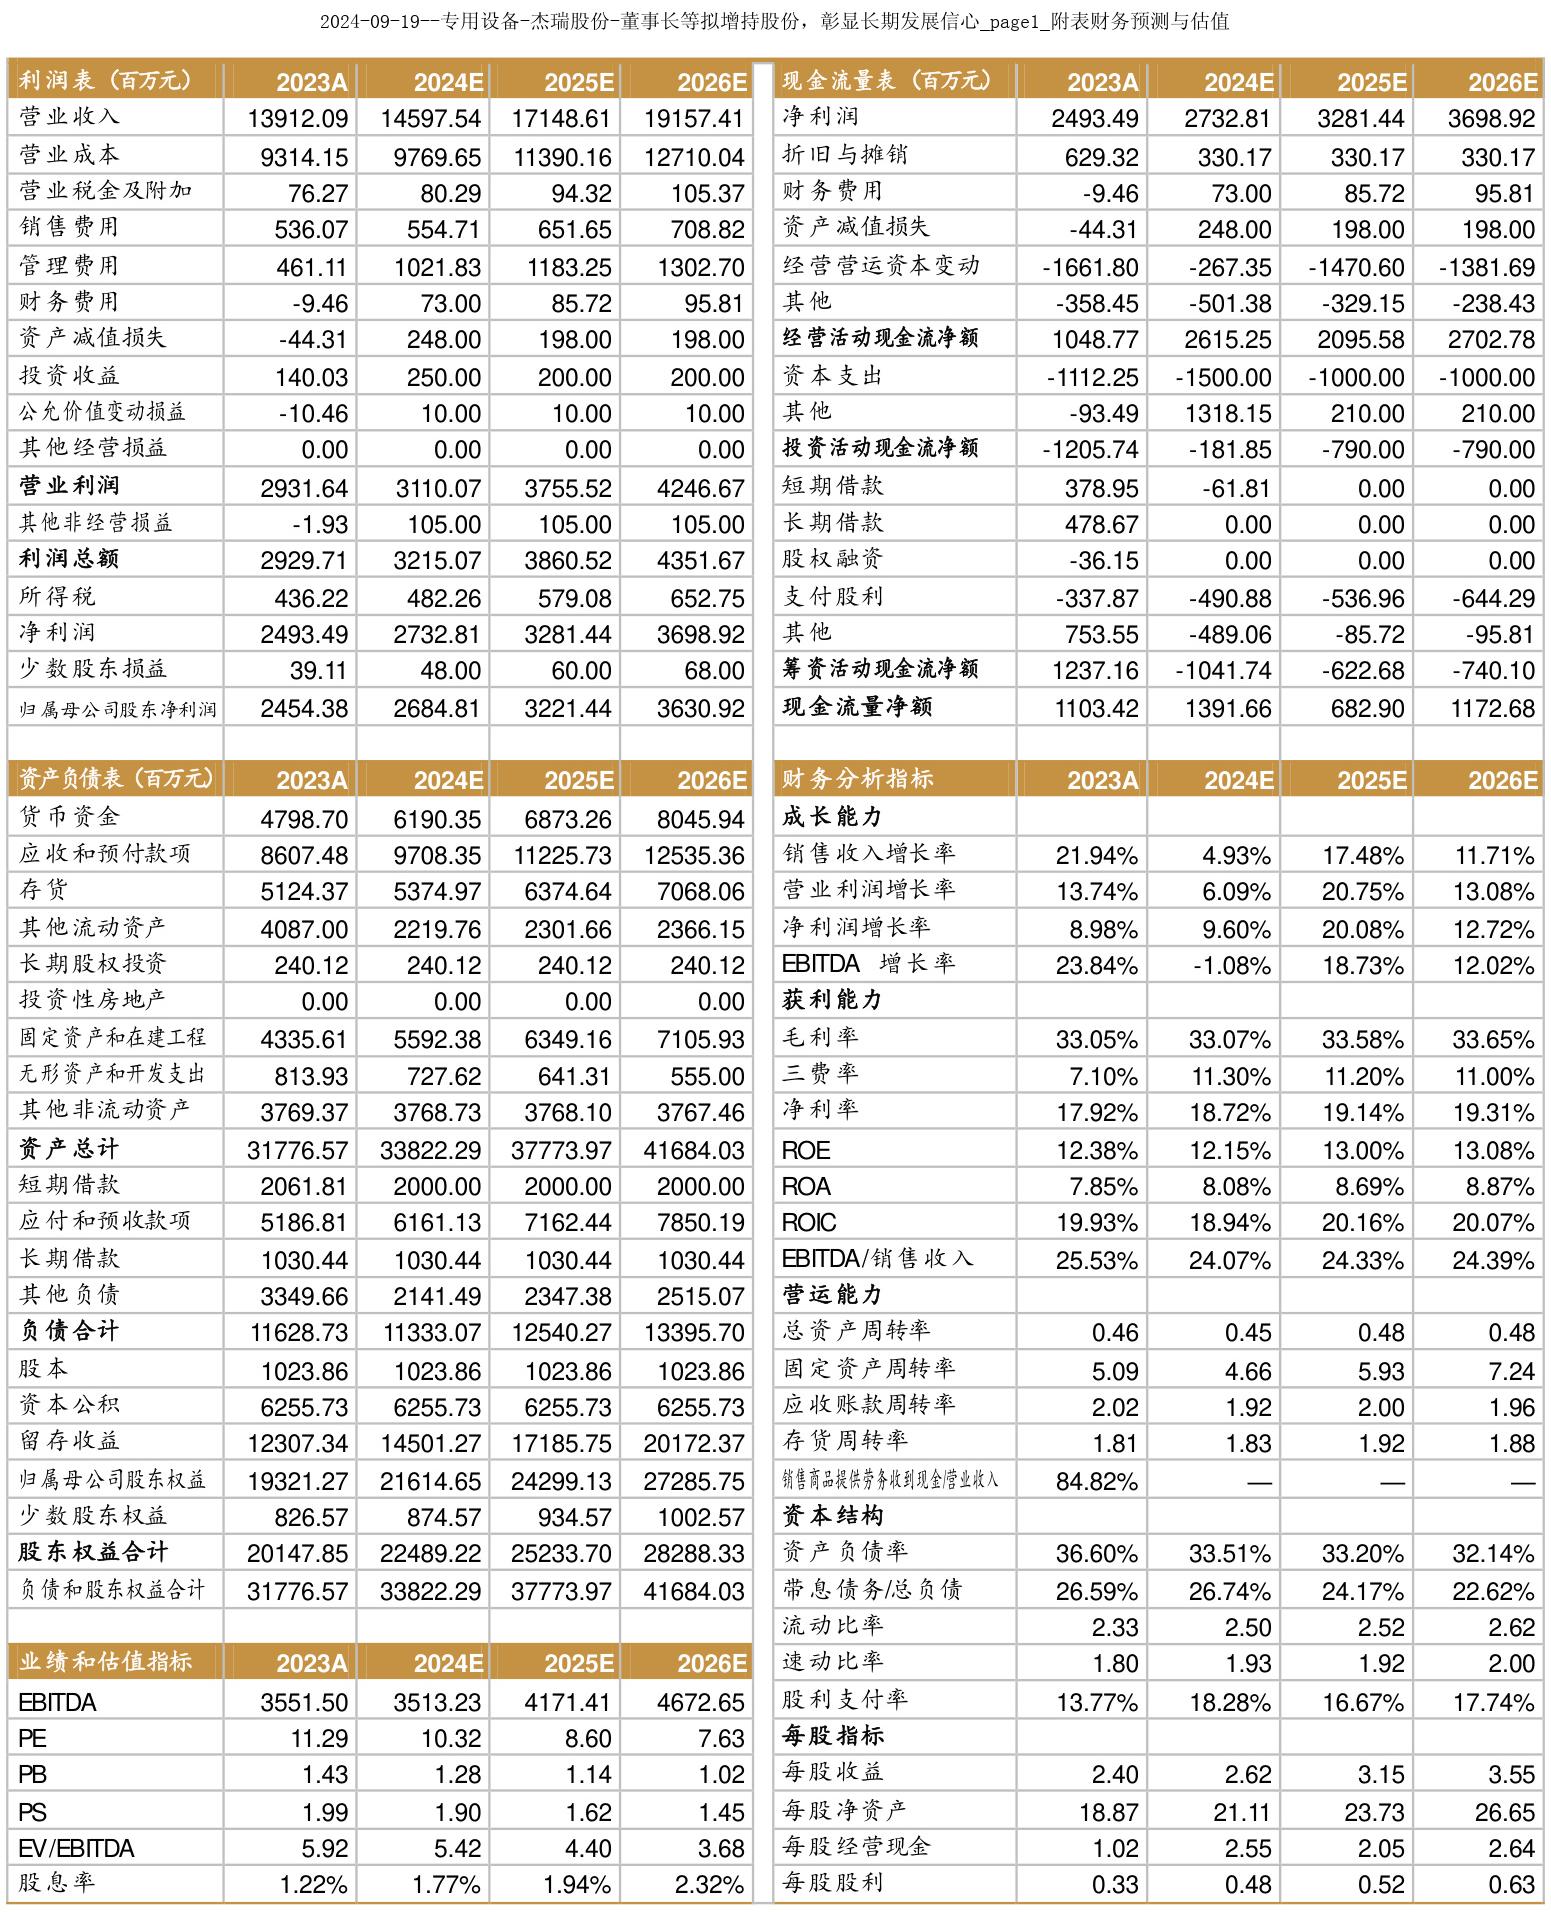 2024-09-19--专用设备-杰瑞股份-董事长等拟增持股份，彰显长期发展信心_page1_附表财务预测与估值
利润表（百万元） 2023A 2024E 2025E 2026E
营业收入 13912.09 14597.54 17148.61 19157.41
营业成本 9314.15 9769.65 11390.16 12710.04
营业税金及附加 76.27 80.29 94.32 105.37
销售费用 536.07 554.71 651.65 708.82
管理费用 461.11 1021.83 1183.25 1302.70
财务费用 -9.46 73.00 85.72 95.81
资产减值损失 -44.31 248.00 198.00 198.00
投资收益 140.03 250.00 200.00 200.00
公允价值变动损益 -10.46 10.00 10.00 10.00
其他经营损益 0.00 0.00 0.00 0.00
营业利润 2931.64 3110.07 3755.52 4246.67
其他非经营损益 -1.93 105.00 105.00 105.00
利润总额 2929.71 3215.07 3860.52 4351.67
所得税 436.22 482.26 579.08 652.75
净利润 2493.49 2732.81 3281.44 3698.92
少数股东损益 39.11 48.00 60.00 68.00
归属母公司股东净利润 2454.38 2684.81 3221.44 3630.92
资产负债表（百万元） 2023A 2024E 2025E 2026E
货币资金 4798.70 6190.35 6873.26 8045.94
应收和预付款项 8607.48 9708.35 11225.73 12535.36
存货 5124.37 5374.97 6374.64 7068.06
其他流动资产 4087.00 2219.76 2301.66 2366.15
长期股权投资 240.12 240.12 240.12 240.12
投资性房地产 0.00 0.00 0.00 0.00
固定资产和在建工程 4335.61 5592.38 6349.16 7105.93
无形资产和开发支出 813.93 727.62 641.31 555.00
其他非流动资产 3769.37 3768.73 3768.10 3767.46
资产总计 31776.57 33822.29 37773.97 41684.03
短期借款 2061.81 2000.00 2000.00 2000.00
应付和预收款项 5186.81 6161.13 7162.44 7850.19
长期借款 1030.44 1030.44 1030.44 1030.44
其他负债 3349.66 2141.49 2347.38 2515.07
负债合计 11628.73 11333.07 12540.27 13395.70
股本 1023.86 1023.86 1023.86 1023.86
资本公积 6255.73 6255.73 6255.73 6255.73
留存收益 12307.34 14501.27 17185.75 20172.37
归属母公司股东权益 19321.27 21614.65 24299.13 27285.75
少数股东权益 826.57 874.57 934.57 1002.57
股东权益合计 20147.85 22489.22 25233.70 28288.33
负债和股东权益合计 31776.57 33822.29 37773.97 41684.03
业绩和估值指标 2023A 2024E 2025E 2026E
EBITDA 3551.50 3513.23 4171.41 4672.65
PE 11.29 10.32 8.60 7.63
PB 1.43 1.28 1.14 1.02
PS 1.99 1.90 1.62 1.45
EV/EBITDA 5.92 5.42 4.40 3.68
股息率 1.22% 1.77% 1.94% 2.32%
现金流量表（百万元） 2023A 2024E 2025E 2026E
净利润 2493.49 2732.81 3281.44 3698.92
折旧与摊销 629.32 330.17 330.17 330.17
财务费用 -9.46 73.00 85.72 95.81
资产减值损失 -44.31 248.00 198.00 198.00
经营营运资本变动 -1661.80 -267.35 -1470.60 -1381.69
其他 -358.45 -501.38 -329.15 -238.43
经营活动现金流净额 1048.77 2615.25 2095.58 2702.78
资本支出 -1112.25 -1500.00 -1000.00 -1000.00
其他 -93.49 1318.15 210.00 210.00
投资活动现金流净额 -1205.74 -181.85 -790.00 -790.00
短期借款 378.95 -61.81 0.00 0.00
长期借款 478.67 0.00 0.00 0.00
股权融资 -36.15 0.00 0.00 0.00
支付股利 -337.87 -490.88 -536.96 -644.29
其他 753.55 -489.06 -85.72 -95.81
筹资活动现金流净额 1237.16 -1041.74 -622.68 -740.10
现金流量净额 1103.42 1391.66 682.90 1172.68
财务分析指标 2023A 2024E 2025E 2026E
成长能力
销售收入增长率 21.94% 4.93% 17.48% 11.71%
营业利润增长率 13.74% 6.09% 20.75% 13.08%
净利润增长率 8.98% 9.60% 20.08% 12.72%
EBITDA 增长率 23.84% -1.08% 18.73% 12.02%
获利能力
毛利率 33.05% 33.07% 33.58% 33.65%
三费率 7.10% 11.30% 11.20% 11.00%
净利率 17.92% 18.72% 19.14% 19.31%
ROE 12.38% 12.15% 13.00% 13.08%
ROA 7.85% 8.08% 8.69% 8.87%
ROIC 19.93% 18.94% 20.16% 20.07%
EBITDA/销售收入 25.53% 24.07% 24.33% 24.39%
营运能力
总资产周转率 0.46 0.45 0.48 0.48
固定资产周转率 5.09 4.66 5.93 7.24
应收账款周转率 2.02 1.92 2.00 1.96
存货周转率 1.81 1.83 1.92 1.88
销售商品提供劳务收到现金/营业收入 84.82% — — —
资本结构
资产负债率 36.60% 33.51% 33.20% 32.14%
带息债务/总负债 26.59% 26.74% 24.17% 22.62%
流动比率 2.33 2.50 2.52 2.62
速动比率 1.80 1.93 1.92 2.00
股利支付率 13.77% 18.28% 16.67% 17.74%
每股指标
每股收益 2.40 2.62 3.15 3.55
每股净资产 18.87 21.11 23.73 26.65
每股经营现金 1.02 2.55 2.05 2.64
每股股利 0.33 0.48 0.52 0.63